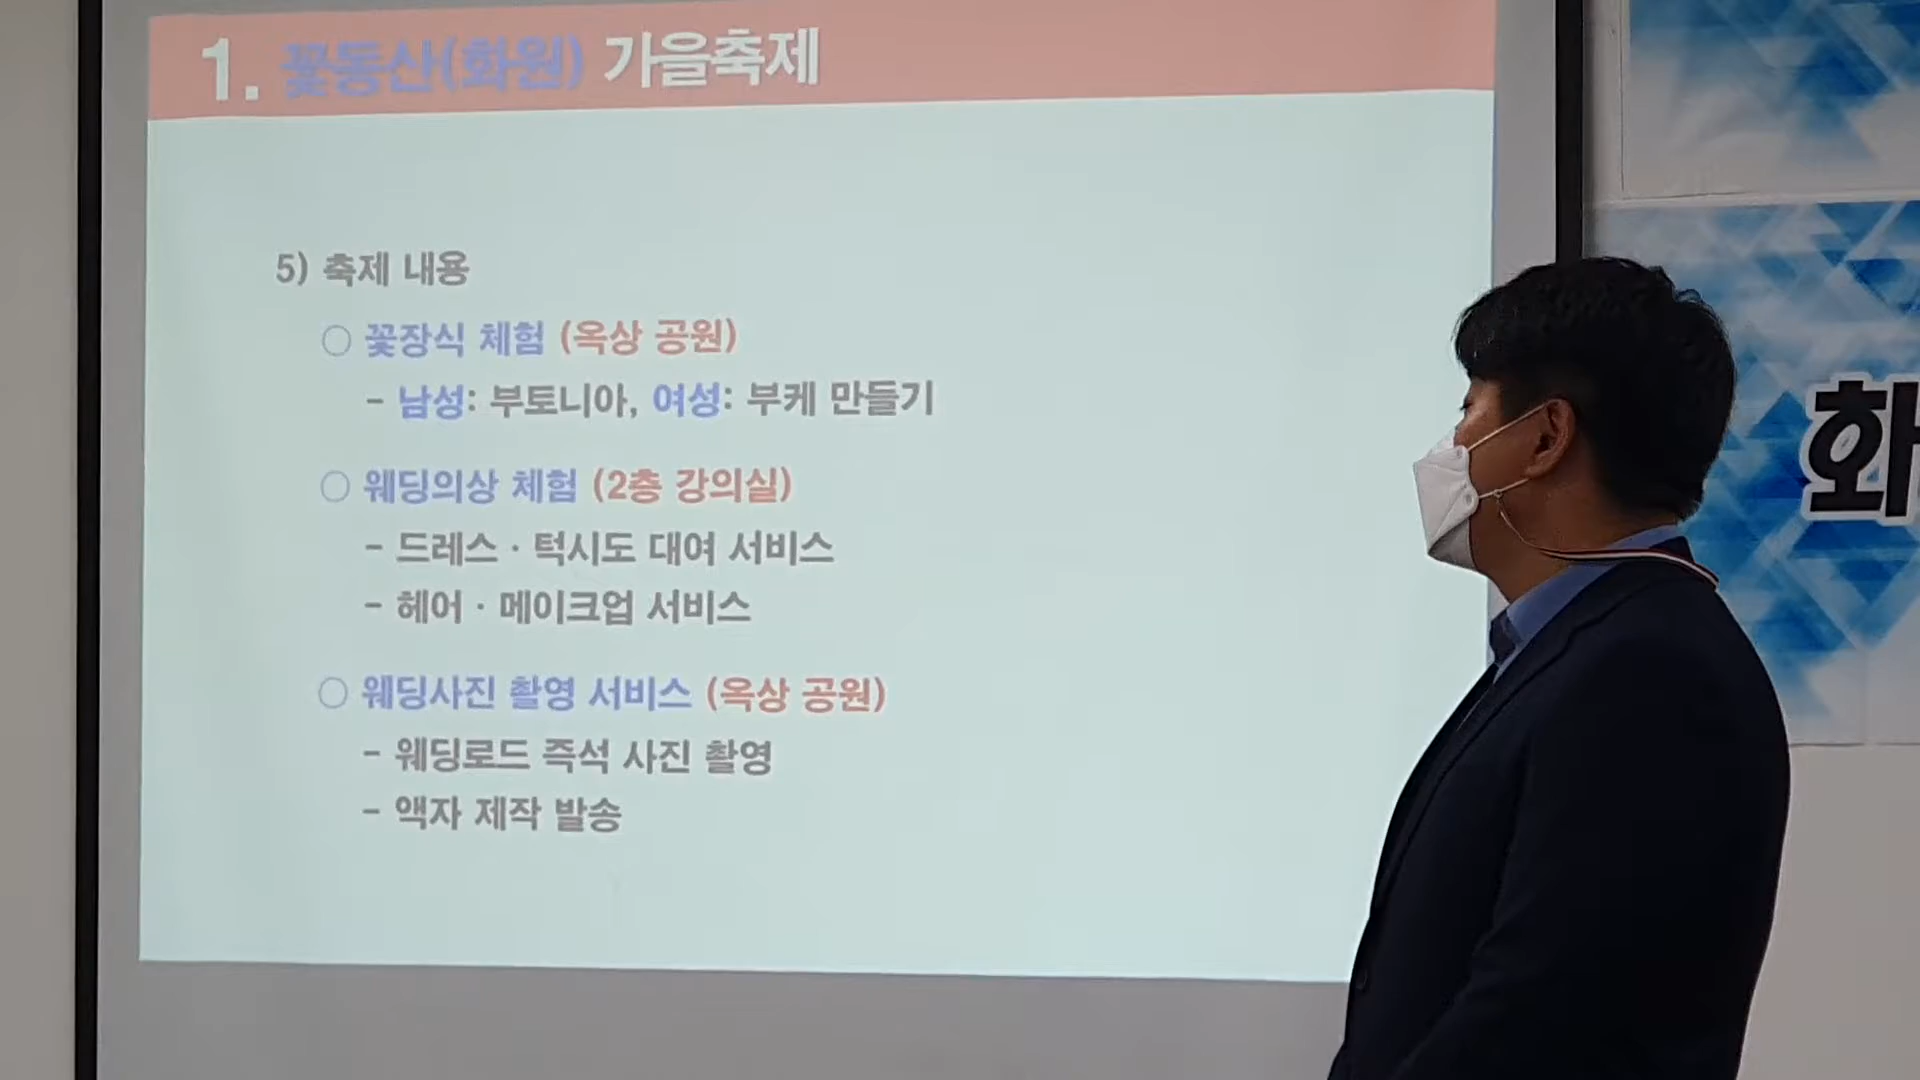 1. 꽃동산(화원) 가을축제
5) 축제 내용
○ 꽃장식 체험 (옥상 공원)
- 남성: 부토니아, 여성: 부케 만들기
○ 웨딩의상 체험 (2층 강의실)
- 드레스 · 턱시도 대여 서비스
- 헤어 · 메이크업 서비스
○ 웨딩사진 촬영 서비스 (옥상 공원)
- 웨딩로드 즉석 사진 촬영
- 액자 제작 발송
화